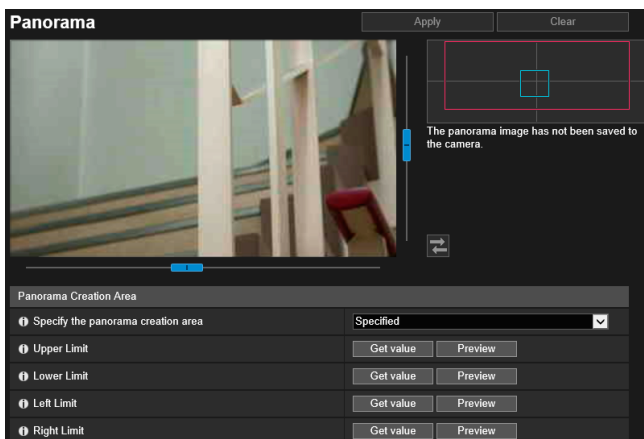 Panorama
Apply
Clear
The panorama image has not been saved to
the camera.
Panorama Creation Area
Specify the panorama creation area
Specified
Upper Limit
Get value
Preview
Lower Limit
Get value
Preview
Left Limit
Get value
Preview
Right Limit
Get value
Preview